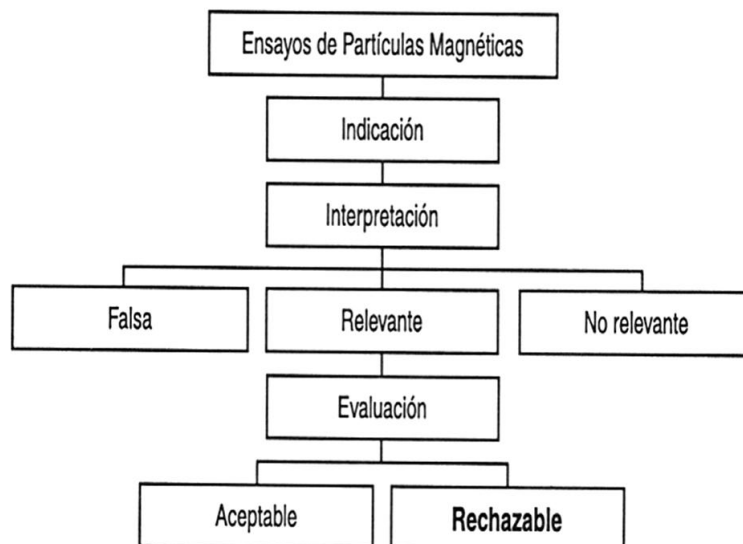 Ensayos de Partículas Magnéticas
Indicación
Interpretación
Falsa
Relevante
No relevante
Evaluación
Aceptable
Rechazable